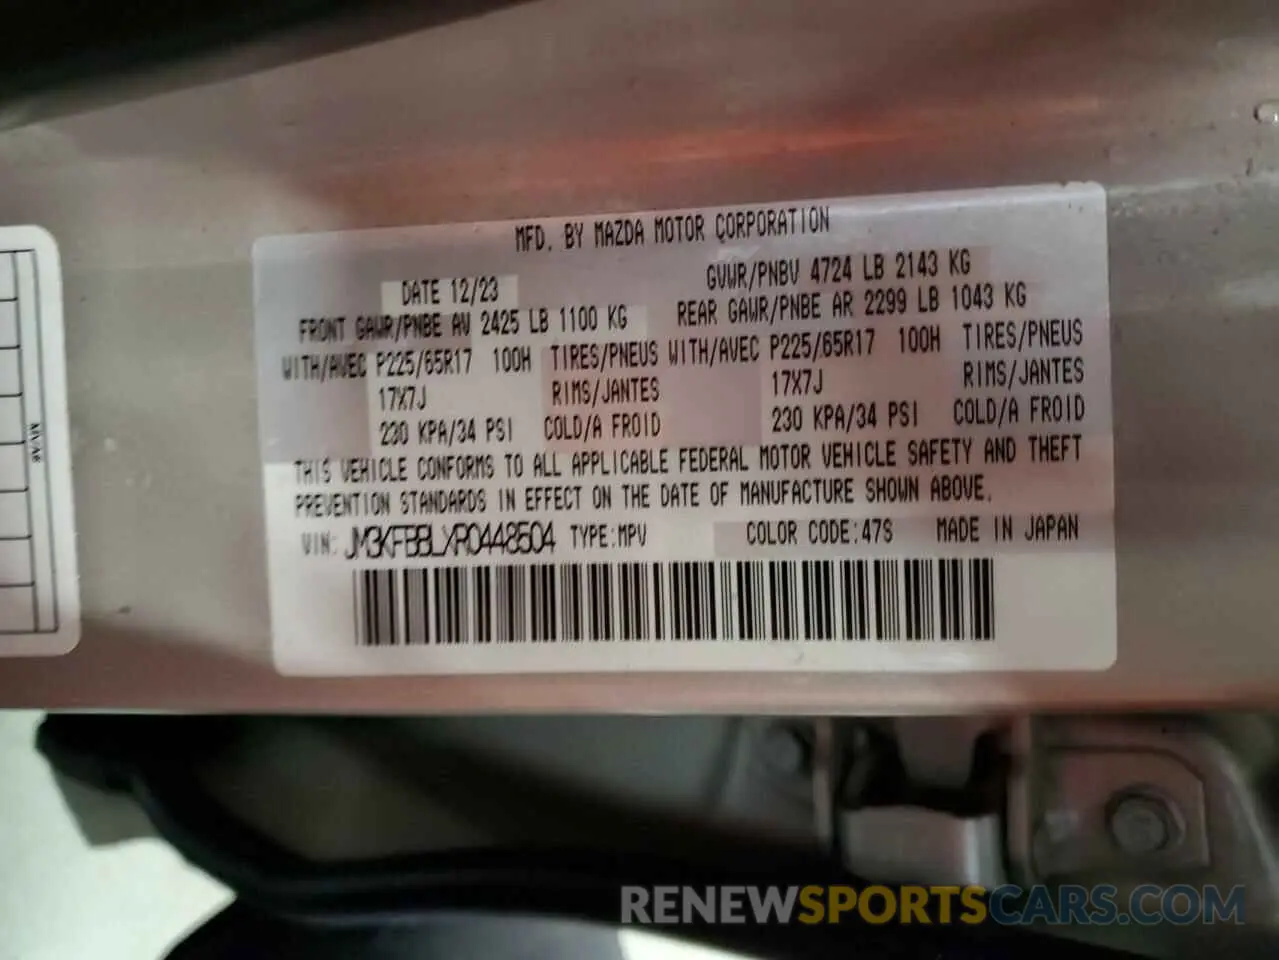 MFD. BY MAZDA MOTOR CORPORATION
DATE 12/23 GVWR/PNBV 4724 LB 2143 KG
FRONT GAWR/PNBE AV 2425 LB 1100 KG REAR GAWR/PNBE AR 2299 LB 1043 KG
WITH/AVEC P225/65R17 100H TIRES/PNEUS WITH/AVEC P225/65R17 100H TIRES/PNEUS
17X7J RIMS/JANTES 17X7J RIMS/JANTES
230 KPA/34 PSI COLD/A FROID 230 KPA/34 PSI COLD/A FROID
THIS VEHICLE CONFORMS TO ALL APPLICABLE FEDERAL MOTOR VEHICLE SAFETY AND THEFT
PREVENTION STANDARDS IN EFFECT ON THE DATE OF MANUFACTURE SHOWN ABOVE.
VIN: JM3KFBBLXR0448504 TYPE:MPV COLOR CODE:47S MADE IN JAPAN
RENEWSPORTSCARS.COM